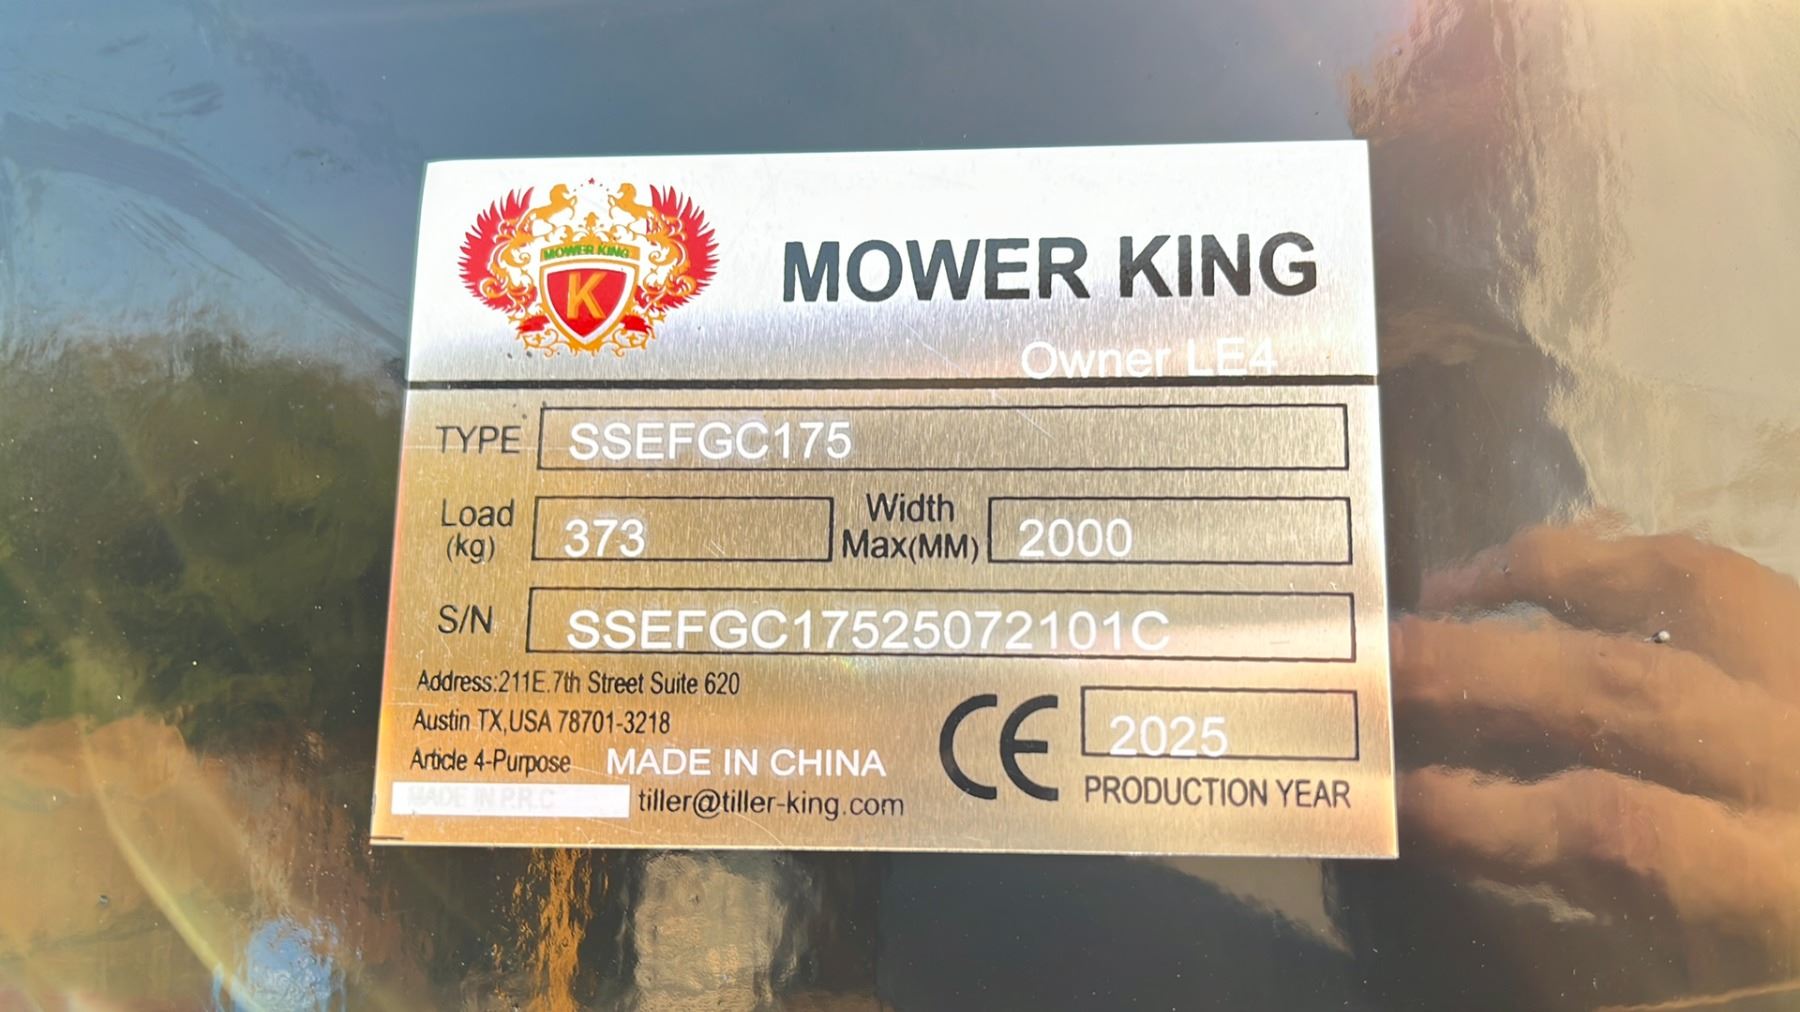 MOWER KING
K
MOWER KING
Owner LE4
TYPE SSEFGC175
Load (kg) 373 Width Max(MM) 2000
S/N SSEFGC17525072101C
Address:211E.7th Street Suite 620
Austin TX,USA 78701-3218
Article 4-Purpose MADE IN CHINA
MADE IN P.R.C tiller@tiller-king.com
CE 2025
PRODUCTION YEAR